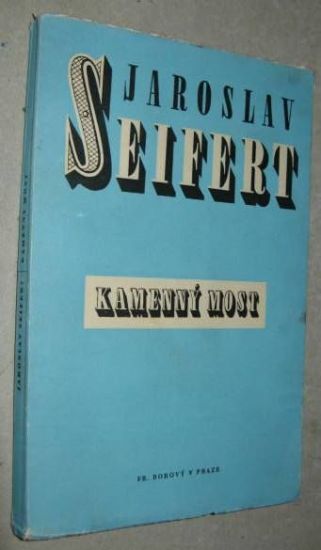 JAROSLAV
SEIFERT
KAMENNÝ MOST
FR. BOROVÝ V PRAZE
JAROSLAV SEIFERT / KAMENNÝ MOST